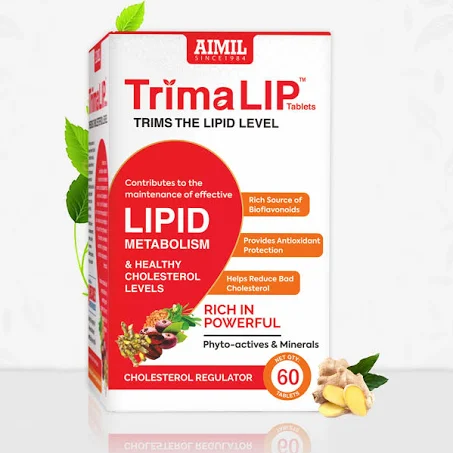 AIMIL
SINCE 1984
TrimaLIP™
Tablets
TRIMS THE LIPID LEVEL
Contributes to the
maintenance of effective
LIPID
METABOLISM
& HEALTHY
CHOLESTEROL
LEVELS
Rich Source of
Bioflavonoids
Provides Antioxidant
Protection
Helps Reduce Bad
Cholesterol
RICH IN
POWERFUL
Phyto-actives & Minerals
CHOLESTEROL REGULATOR
NET QTY:
60
TABLETS